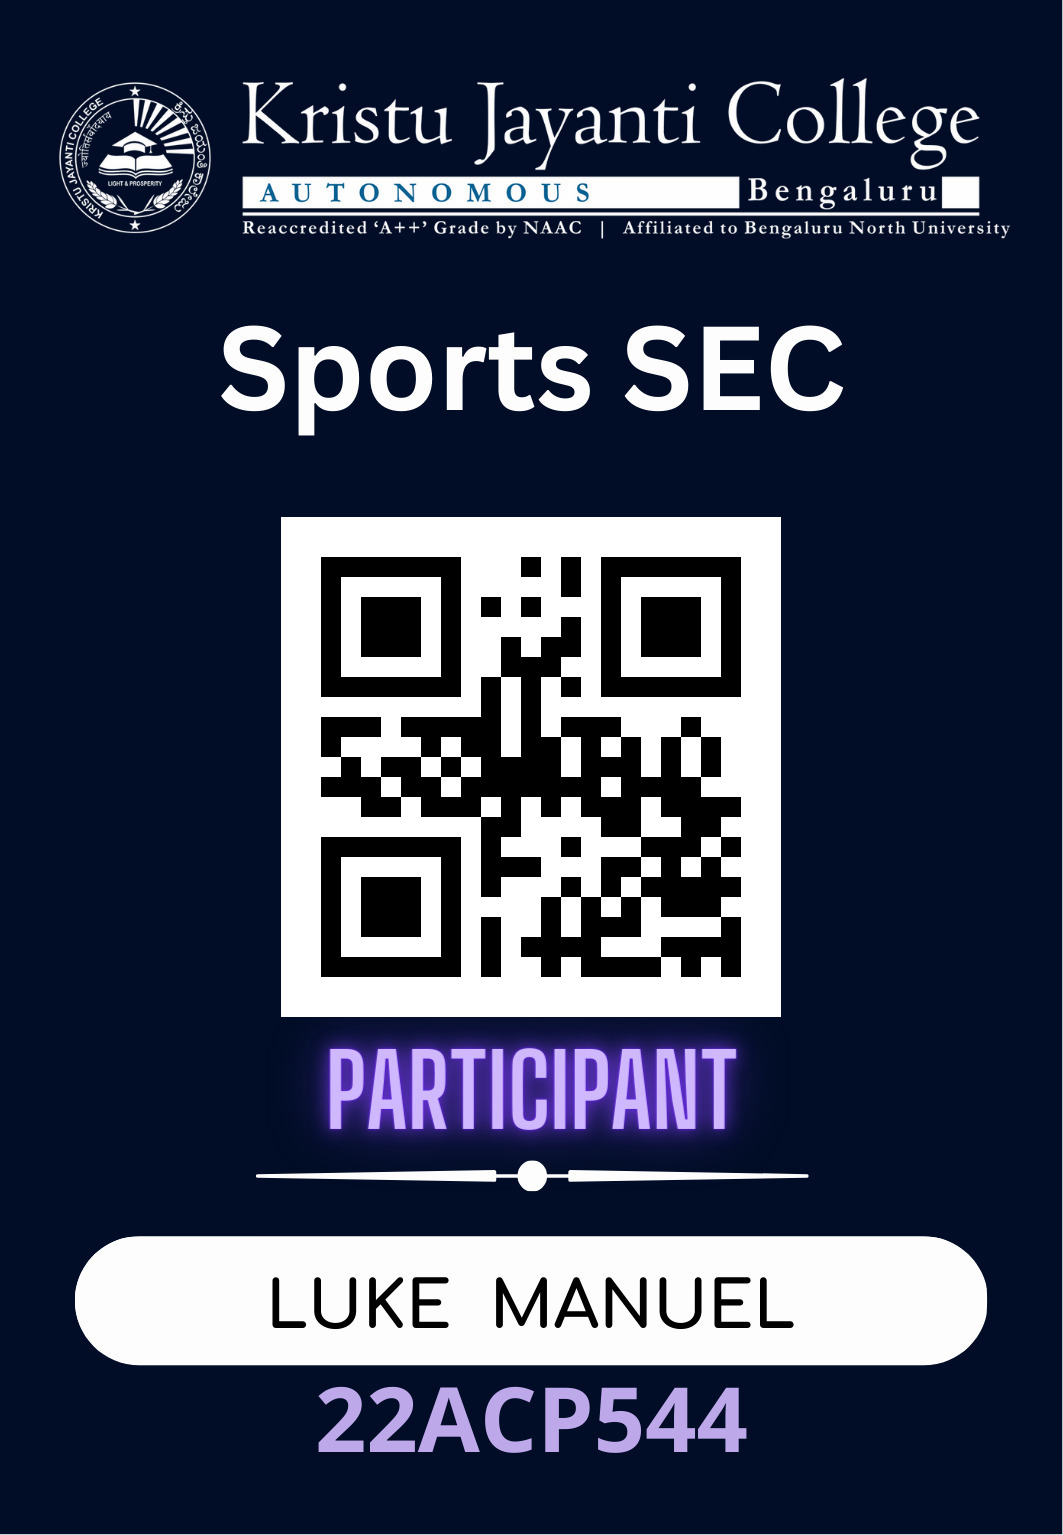 KRISTU JAYANTI COLLEGE
ಕ್ರಿಸ್ತು ಜಯಂತಿ ಕಾಲೇಜು
LIGHT & PROSPERITY
Kristu Jayanti College
AUTONOMOUS Bengaluru
Reaccredited ‘A++’ Grade by NAAC | Affiliated to Bengaluru North University
Sports SEC
PARTICIPANT
LUKE MANUEL
22ACP544